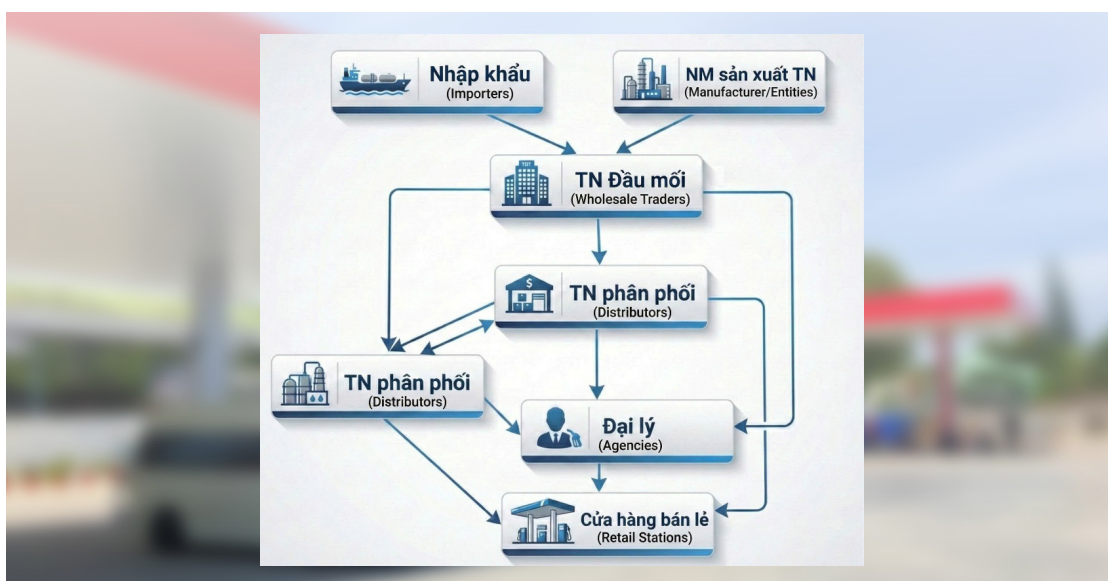 Nhập khẩu
(Importers)
NM sản xuất TN
(Manufacturer/Entities)
TN Đầu mối
(Wholesale Traders)
$
TN phân phối
(Distributors)
TN phân phối
(Distributors)
Đại lý
(Agencies)
Cửa hàng bán lẻ
(Retail Stations)